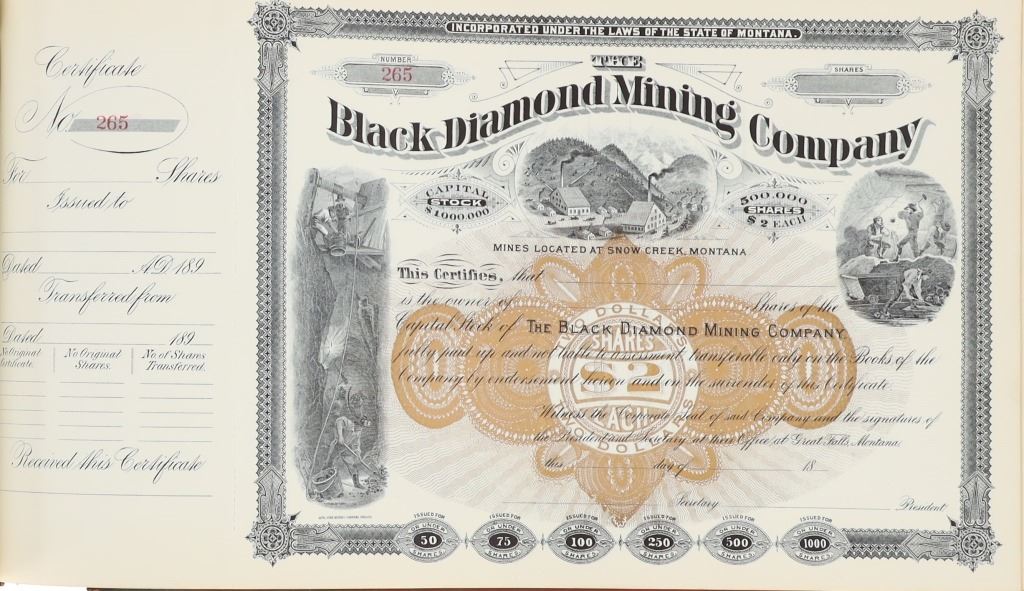 Certificate
No. 265
For Shares
Issued to
Dated A.D. 189
Transferred from
Dated 189
No Original Certificate.
No Original Shares.
No. of Shares Transferred.
Received this Certificate
INCORPORATED UNDER THE LAWS OF THE STATE OF MONTANA.
NUMBER
265
SHARES
THE
Black Diamond Mining Company
CAPITAL
STOCK
$1000.000
500.000
SHARES
$2 EACH
MINES LOCATED AT SNOW CREEK, MONTANA
This Certifies, that
is the owner of Shares of the
Capital Stock of THE BLACK DIAMOND MINING COMPANY
fully paid up and not liable to assessment transferable only on the Books of the
Company by endorsement hereon and on the surrender of this Certificate
Witness the Corporate Seal of said Company and the signatures of
the President and Secretary at their Office at Great Falls, Montana,
this day of 18
TWO DOLLARS
SHARES
$2
EACH
TWO DOLLARS
Secretary
President
ISSUED FOR
OR UNDER
50
SHARES.
ISSUED FOR
OR UNDER
75
SHARES.
ISSUED FOR
OR UNDER
100
SHARES.
ISSUED FOR
OR UNDER
250
SHARES.
ISSUED FOR
OR UNDER
500
SHARES.
ISSUED FOR
OR UNDER
1000
SHARES.